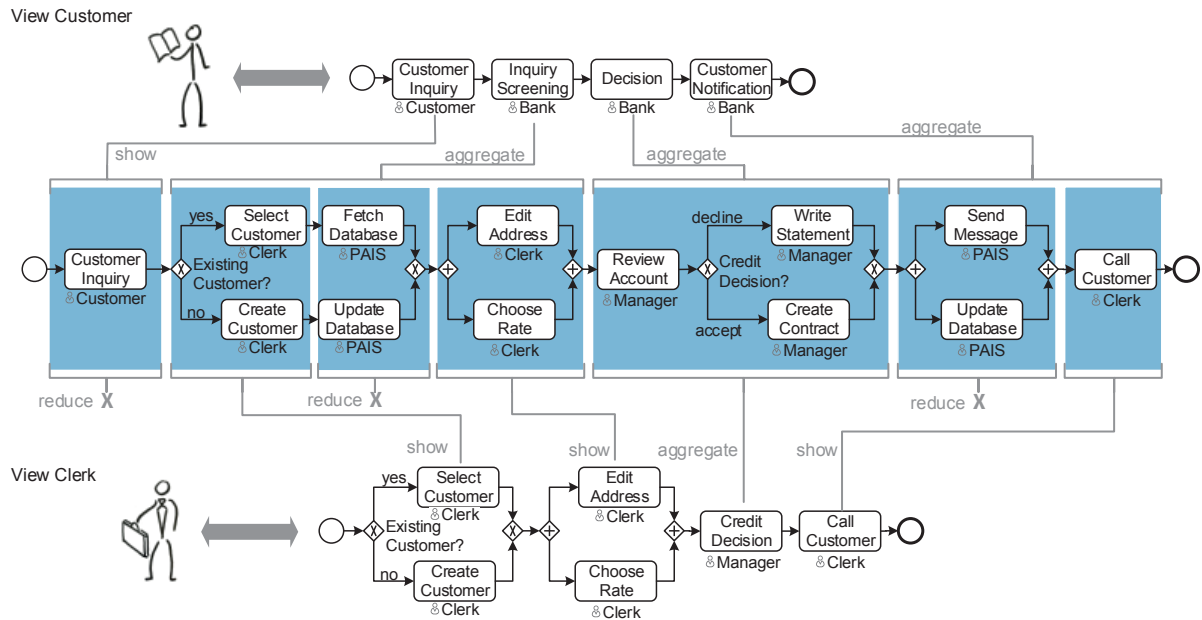 View Customer
Customer
Inquiry
Customer
Inquiry
Screening
Bank
Decision
Bank
Customer
Notification
Bank
show
aggregate
aggregate
aggregate
Customer
Inquiry
Customer
yes
Existing
Customer?
no
Select
Customer
Clerk
Create
Customer
Clerk
Fetch
Database
PAIS
Update
Database
PAIS
Edit
Address
Clerk
Choose
Rate
Clerk
Review
Account
Manager
decline
Credit
Decision?
accept
Write
Statement
Manager
Create
Contract
Manager
Send
Message
PAIS
Update
Database
PAIS
Call
Customer
Clerk
reduce X
reduce X
reduce X
show
show
aggregate
show
View Clerk
yes
Existing
Customer?
no
Select
Customer
Clerk
Create
Customer
Clerk
Edit
Address
Clerk
Choose
Rate
Clerk
Credit
Decision
Manager
Call
Customer
Clerk